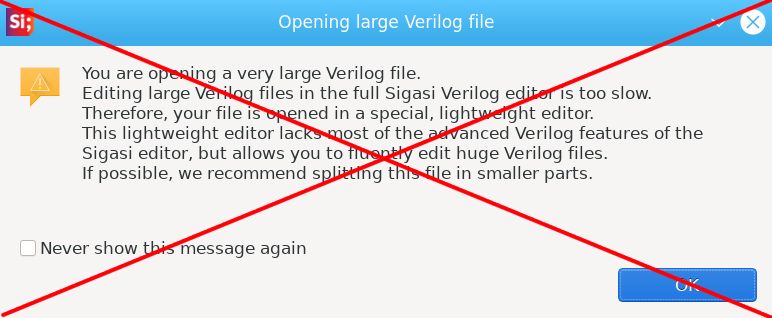 Si;
Opening large Verilog file
You are opening a very large Verilog file.
Editing large Verilog files in the full Sigasi Verilog editor is too slow.
Therefore, your file is opened in a special, lightweight editor.
This lightweight editor lacks most of the advanced Verilog features of the
Sigasi editor, but allows you to fluently edit huge Verilog files.
If possible, we recommend splitting this file in smaller parts.
Never show this message again
OK